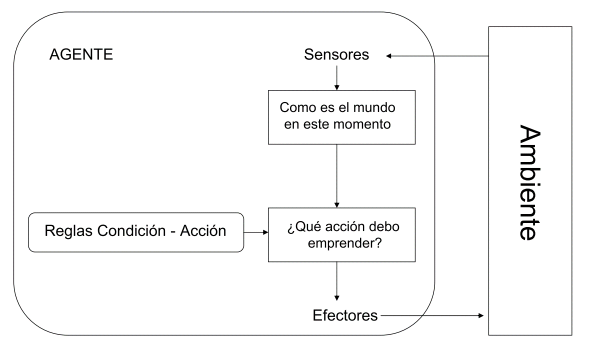 AGENTE
Sensores
Como es el mundo
en este momento
Reglas Condición - Acción
¿Qué acción debo
emprender?
Efectores
Ambiente